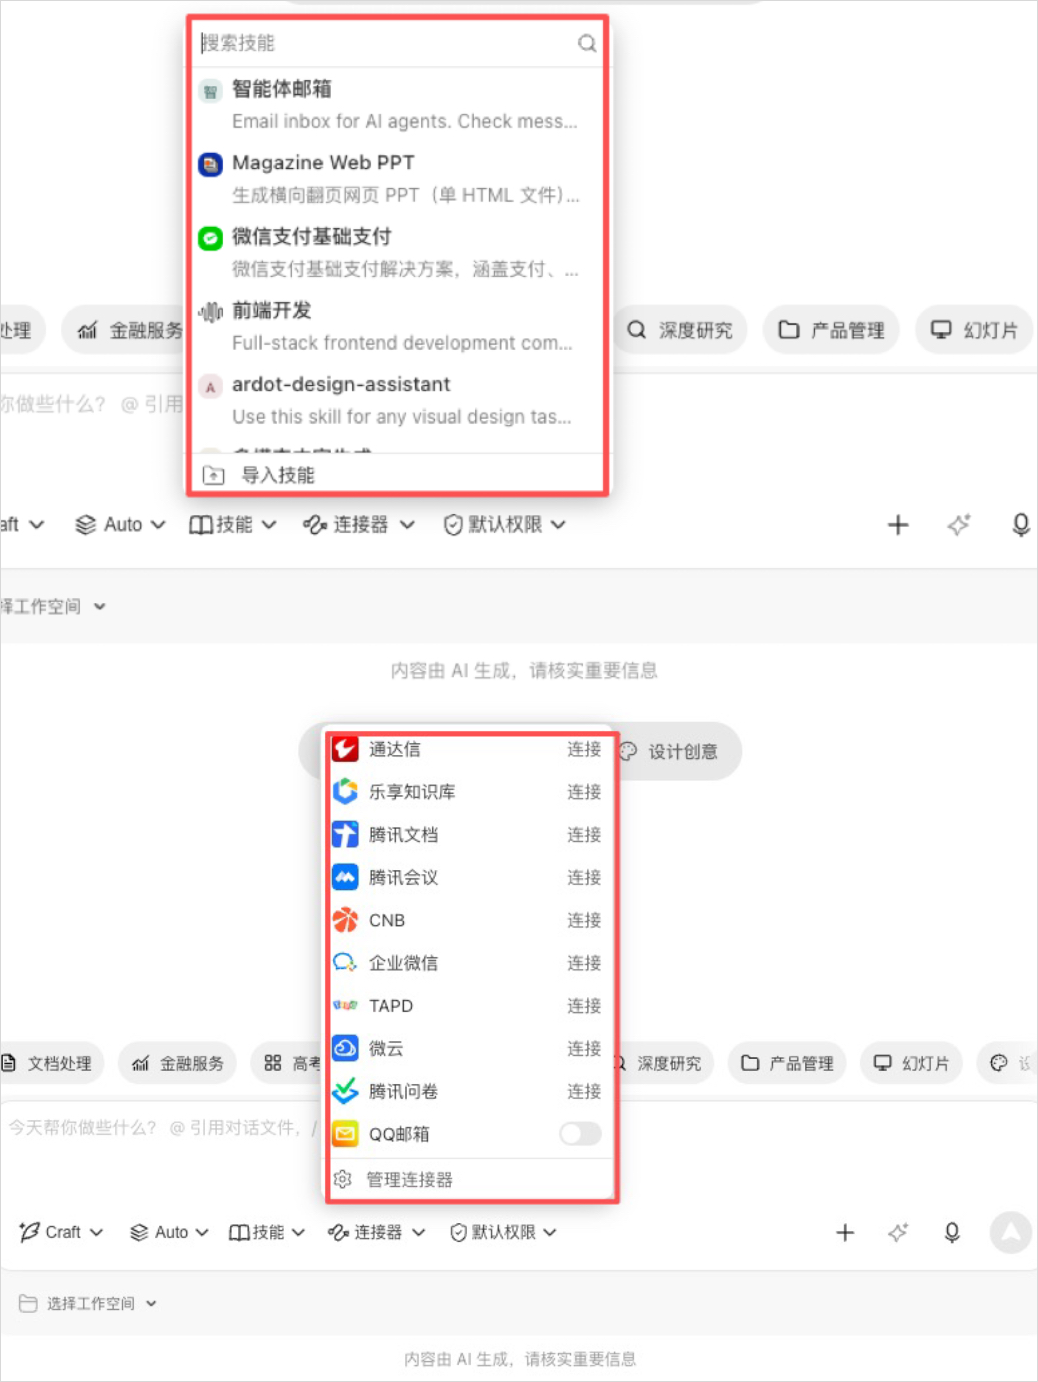 搜索技能
智
智能体邮箱
Email inbox for AI agents. Check mess...
Magazine Web PPT
生成横向翻页网页 PPT（单 HTML 文件）...
微信支付基础支付
微信支付基础支付解决方案，涵盖支付、...
前端开发
Full-stack frontend development com...
A
ardot-design-assistant
Use this skill for any visual design tas...
导入技能
处理
金融服务
深度研究
产品管理
幻灯片
你做些什么？ @ 引用
aft
Auto
技能
连接器
默认权限
择工作空间
内容由 AI 生成，请核实重要信息
通达信 连接
乐享知识库 连接
腾讯文档 连接
腾讯会议 连接
CNB 连接
企业微信 连接
TAPD 连接
微云 连接
腾讯问卷 连接
QQ邮箱
管理连接器
设计创意
文档处理
金融服务
高考
深度研究
产品管理
幻灯片
今天帮你做些什么？ @ 引用对话文件，/
Craft
Auto
技能
连接器
默认权限
选择工作空间
内容由 AI 生成，请核实重要信息